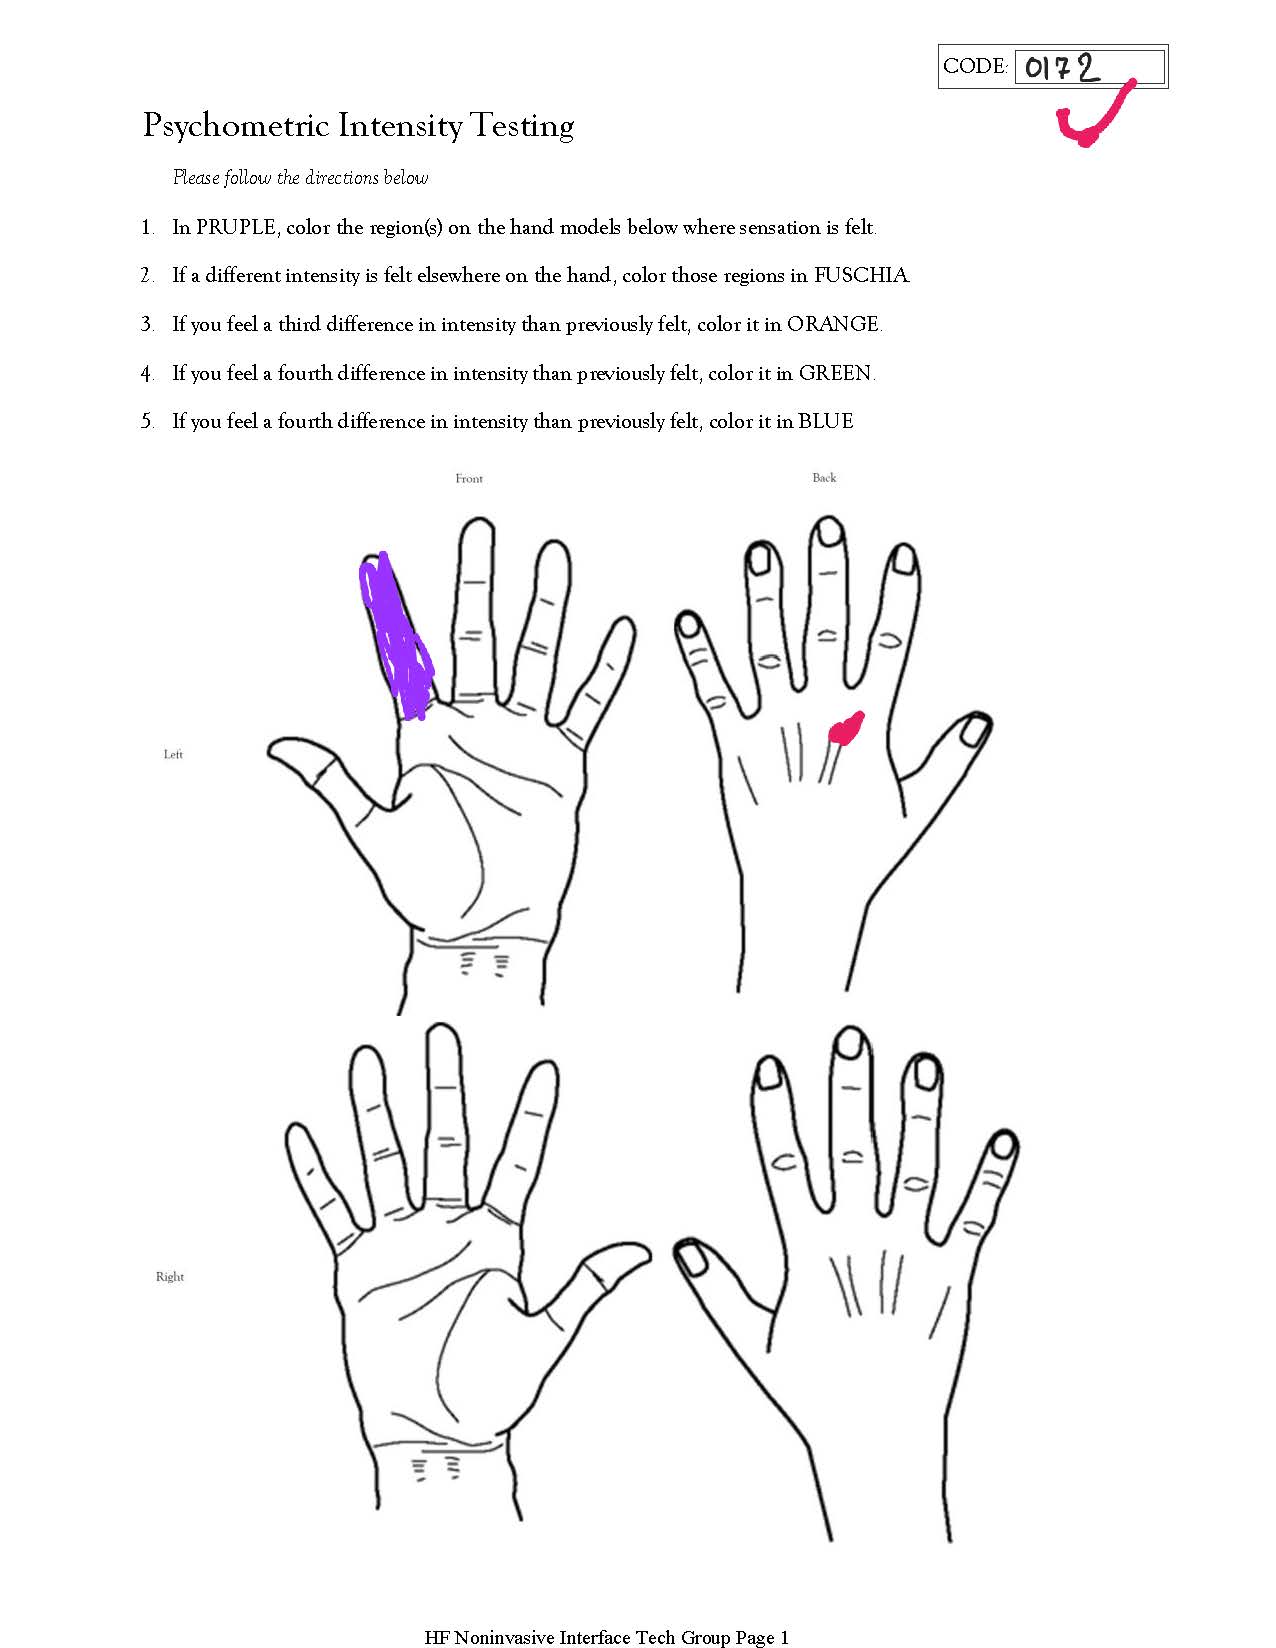 CODE: 0172
Psychometric Intensity Testing
Please follow the directions below
1. In PRUPLE, color the region(s) on the hand models below where sensation is felt.
2. If a different intensity is felt elsewhere on the hand, color those regions in FUSCHIA.
3. If you feel a third difference in intensity than previously felt, color it in ORANGE.
4. If you feel a fourth difference in intensity than previously felt, color it in GREEN.
5. If you feel a fourth difference in intensity than previously felt, color it in BLUE
Front Back
Left
Right
HF Noninvasive Interface Tech Group Page 1